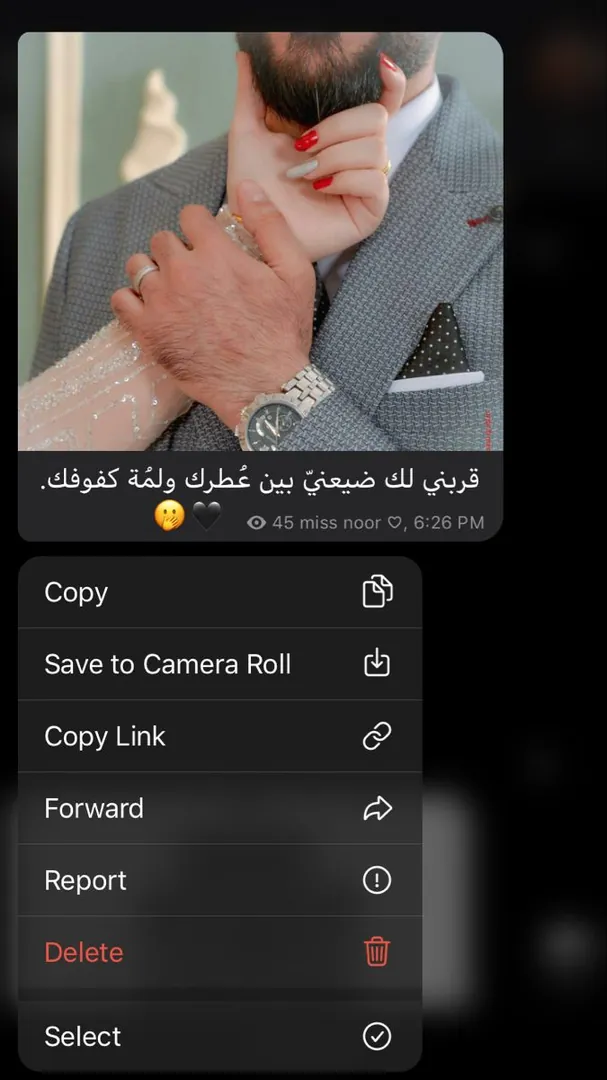 قربني لك ضيعنيّ بين عُطرك ولمُة كفوفك.
🖤🤭 45 miss noor ♡, 6:26 PM
Copy
Save to Camera Roll
Copy Link
Forward
Report
Delete
Select